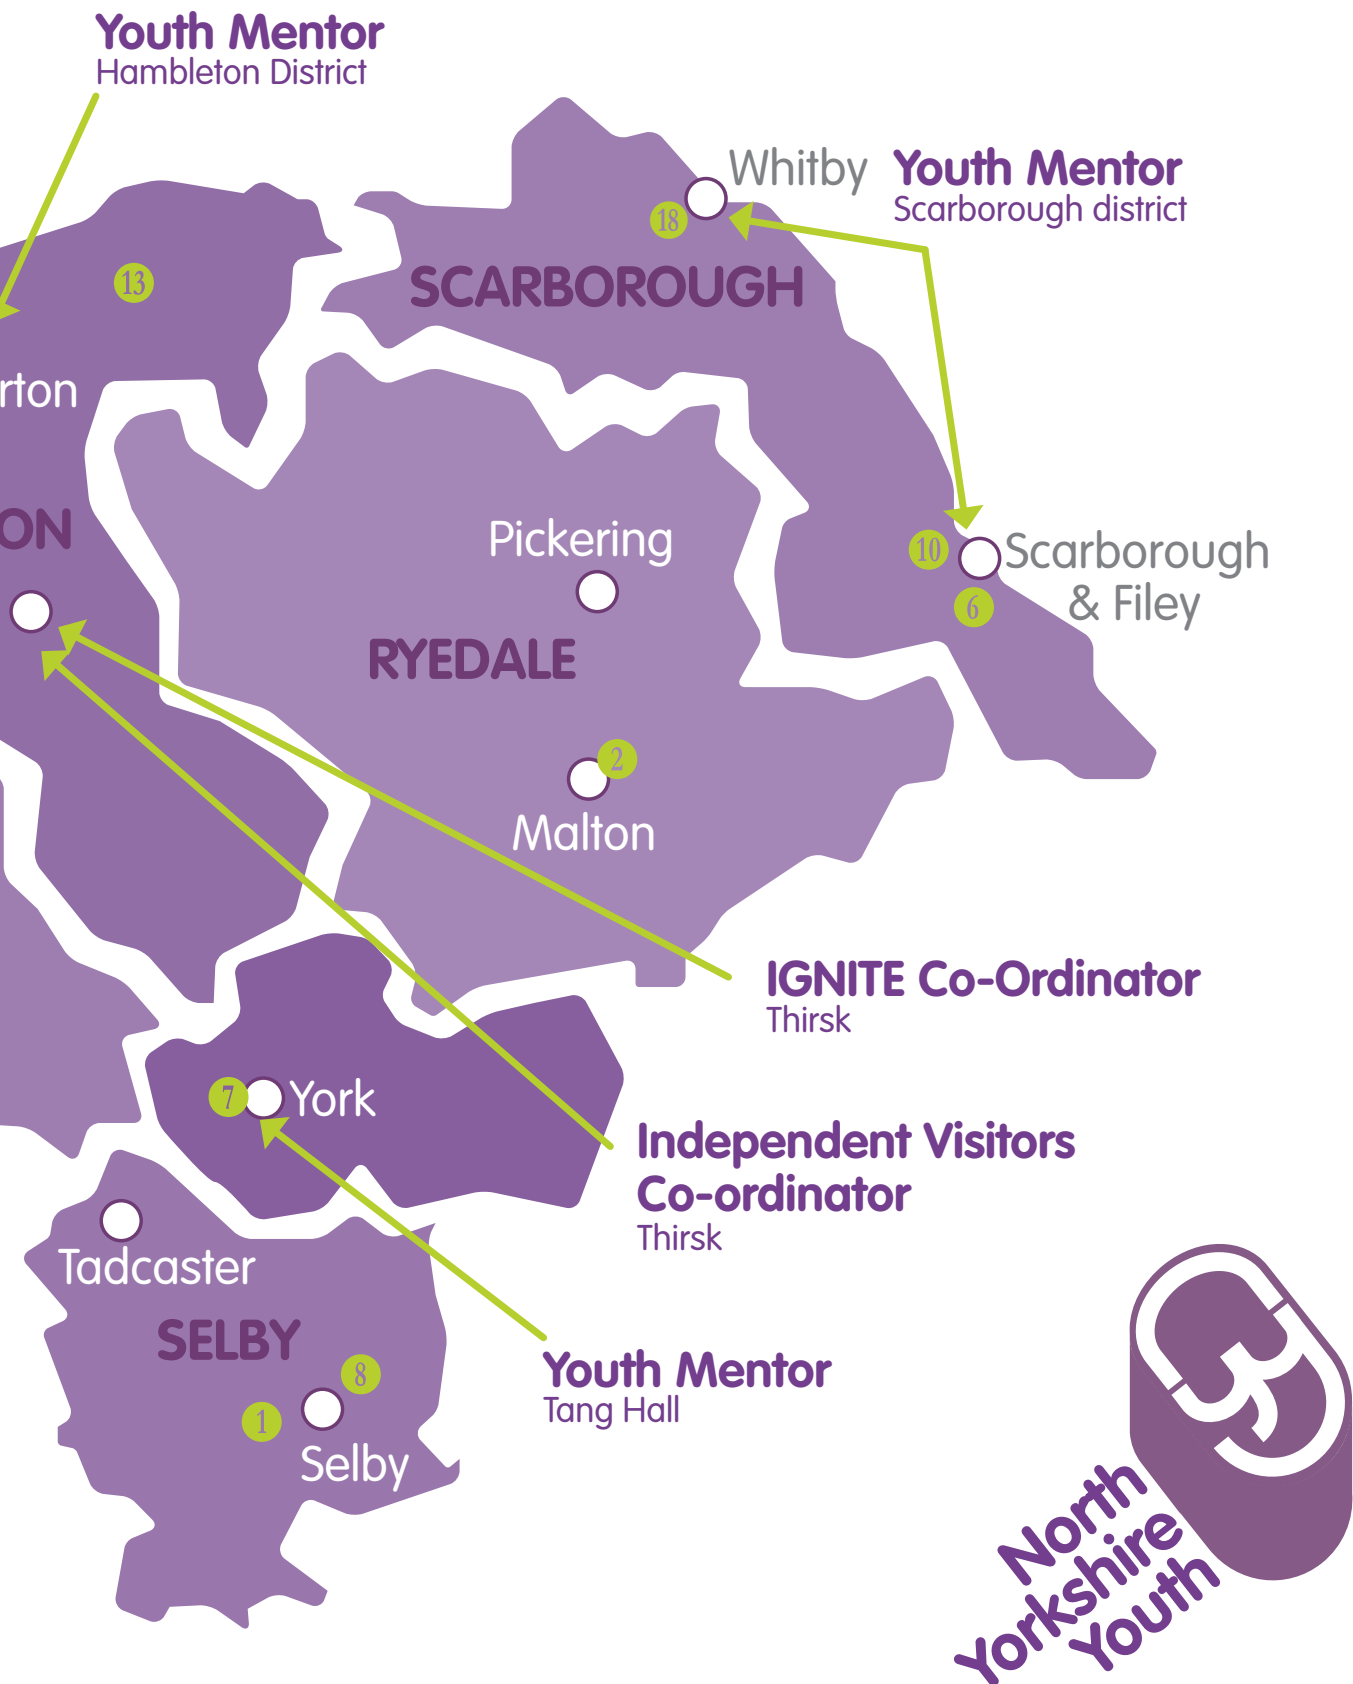 Youth Mentor
Hambleton District
Whitby
Youth Mentor
Scarborough district
18
SCARBOROUGH
13
rton
ON
Pickering
10
Scarborough
& Filey
6
RYEDALE
2
Malton
IGNITE Co-Ordinator
Thirsk
7
York
Independent Visitors
Co-ordinator
Thirsk
Tadcaster
SELBY
Youth Mentor
Tang Hall
8
1
Selby
North
Yorkshire
Youth